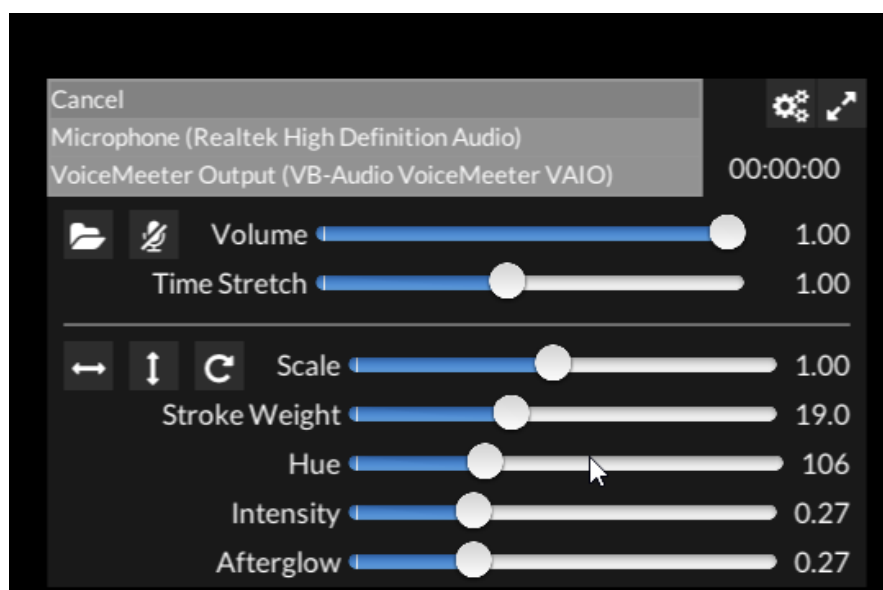 Cancel
Microphone (Realtek High Definition Audio)
VoiceMeeter Output (VB-Audio VoiceMeeter VAIO)
00:00:00
Volume 1.00
Time Stretch 1.00
Scale 1.00
Stroke Weight 19.0
Hue 106
Intensity 0.27
Afterglow 0.27